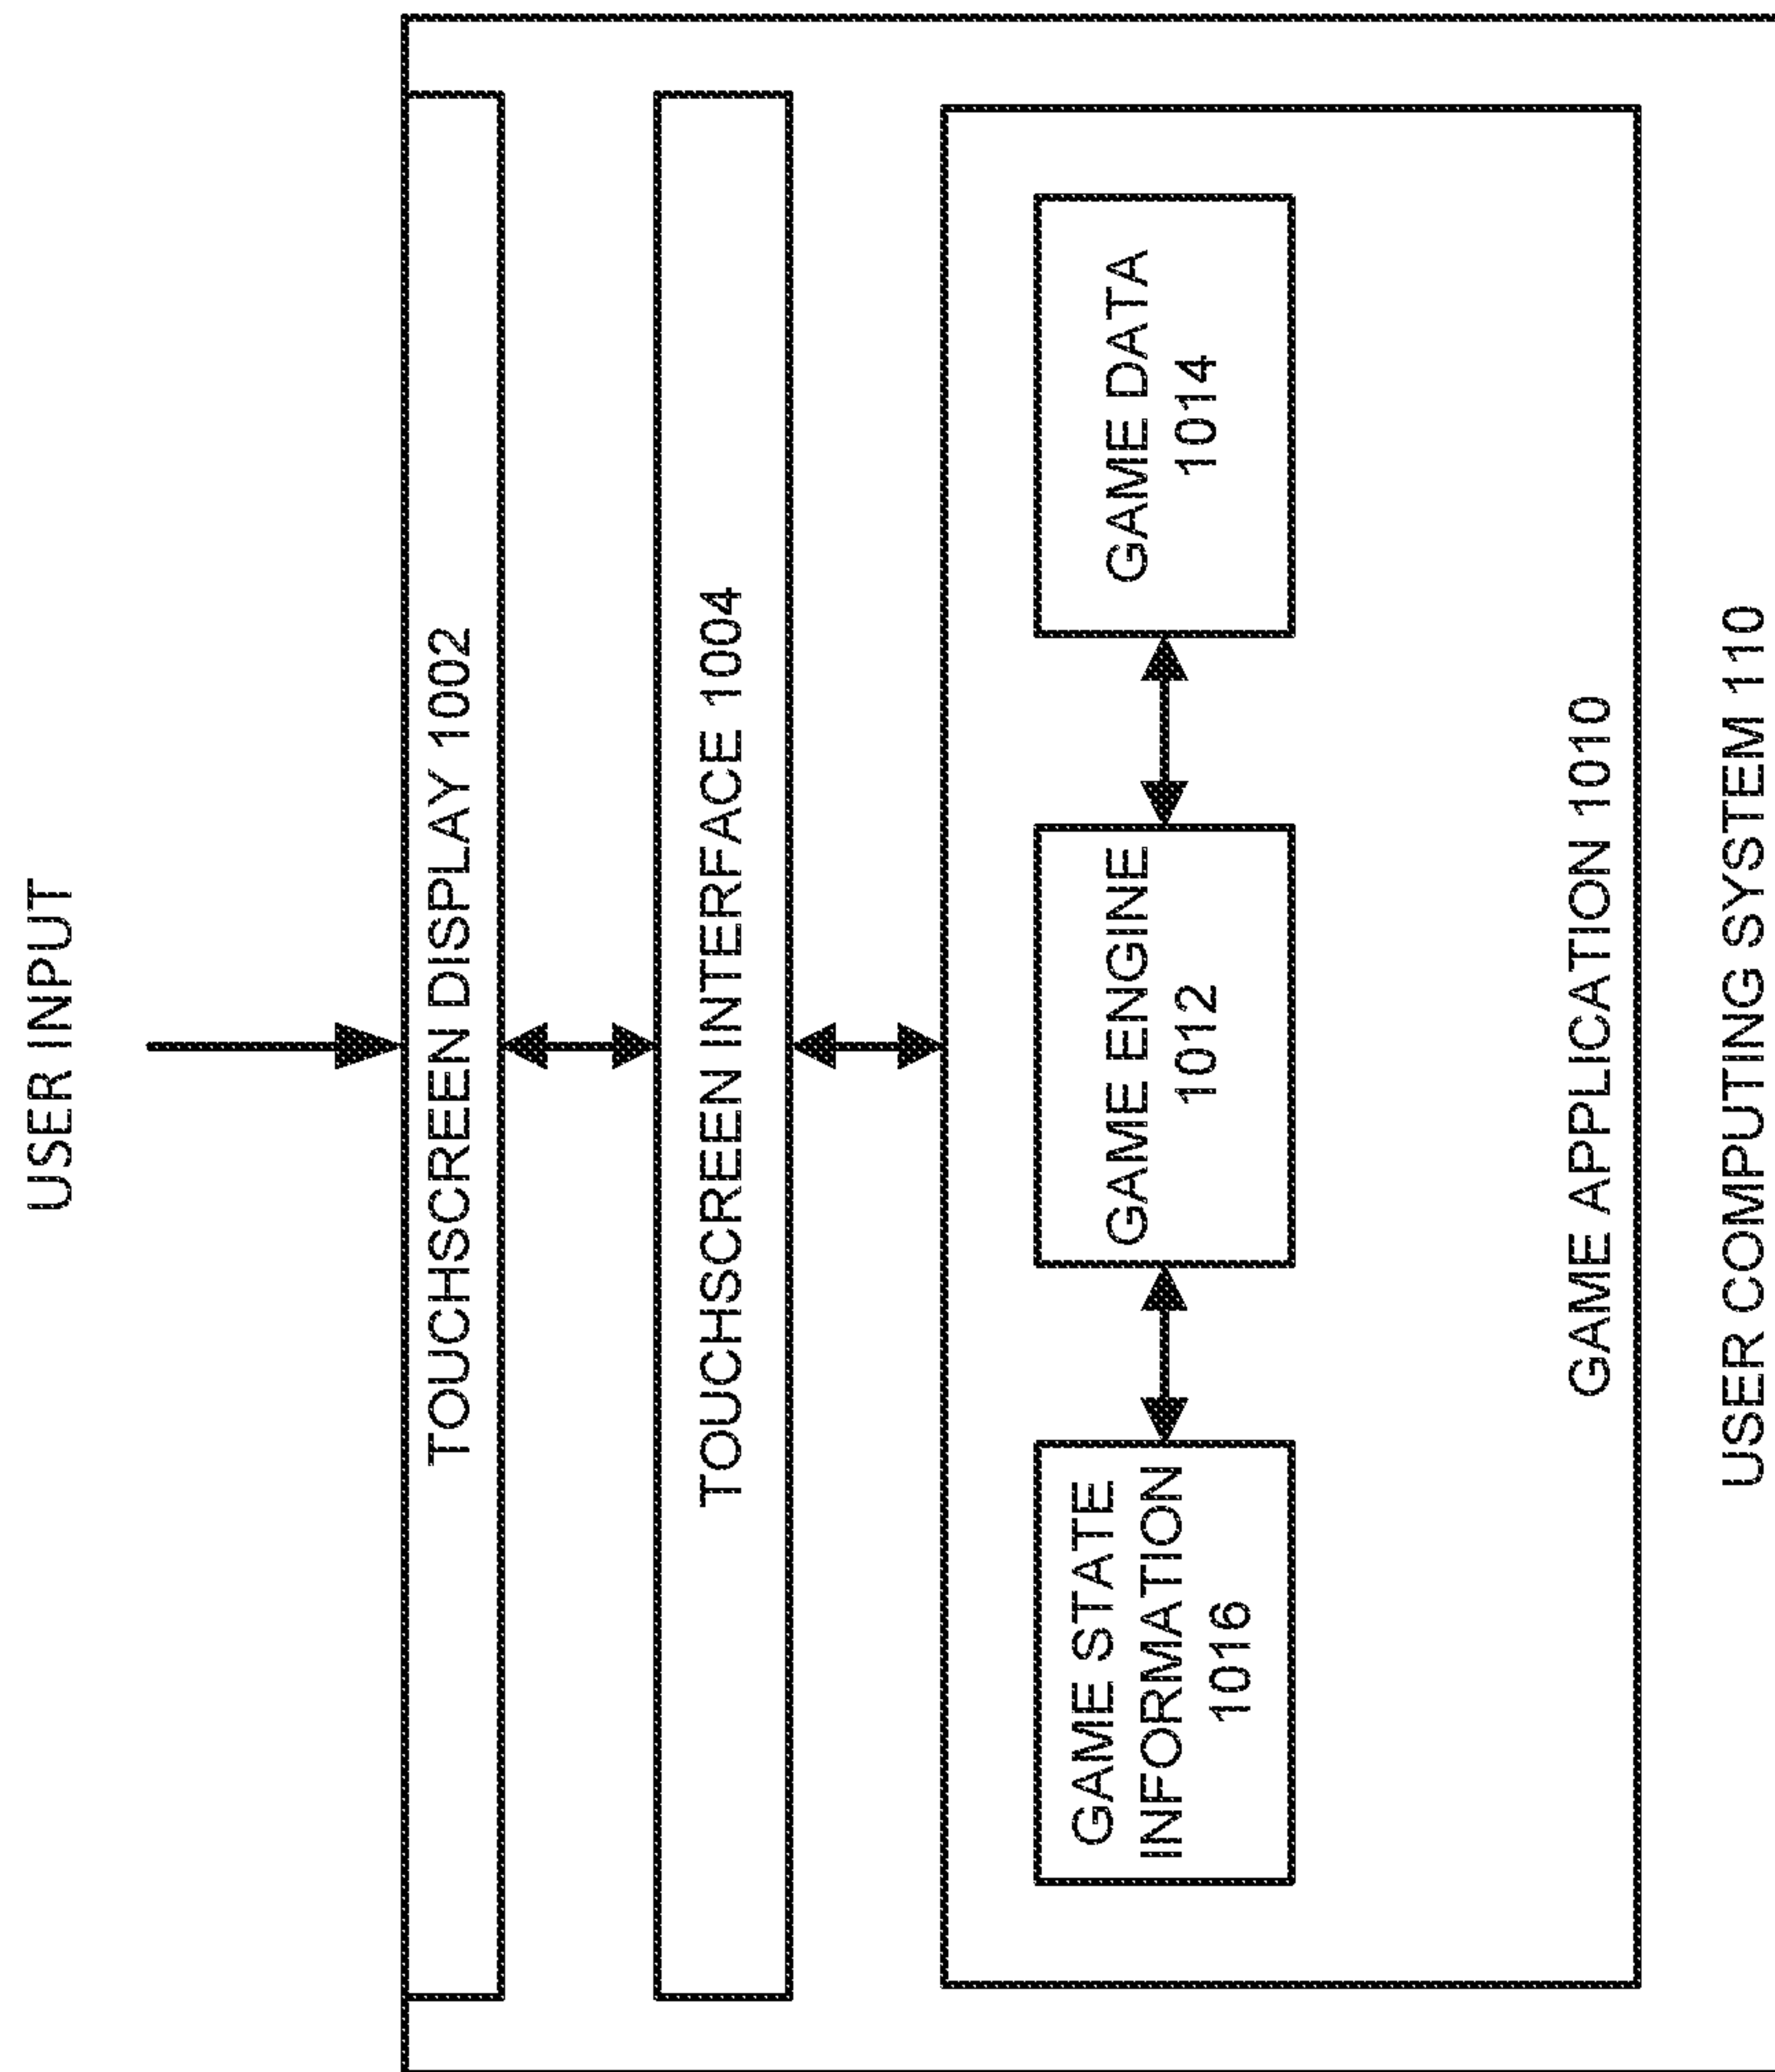 USER INPUT
TOUCHSCREEN DISPLAY 1002
TOUCHSCREEN INTERFACE 1004
GAME STATE
INFORMATION
1016
GAME ENGINE
1012
GAME DATA
1014
GAME APPLICATION 1010
USER COMPUTING SYSTEM 110